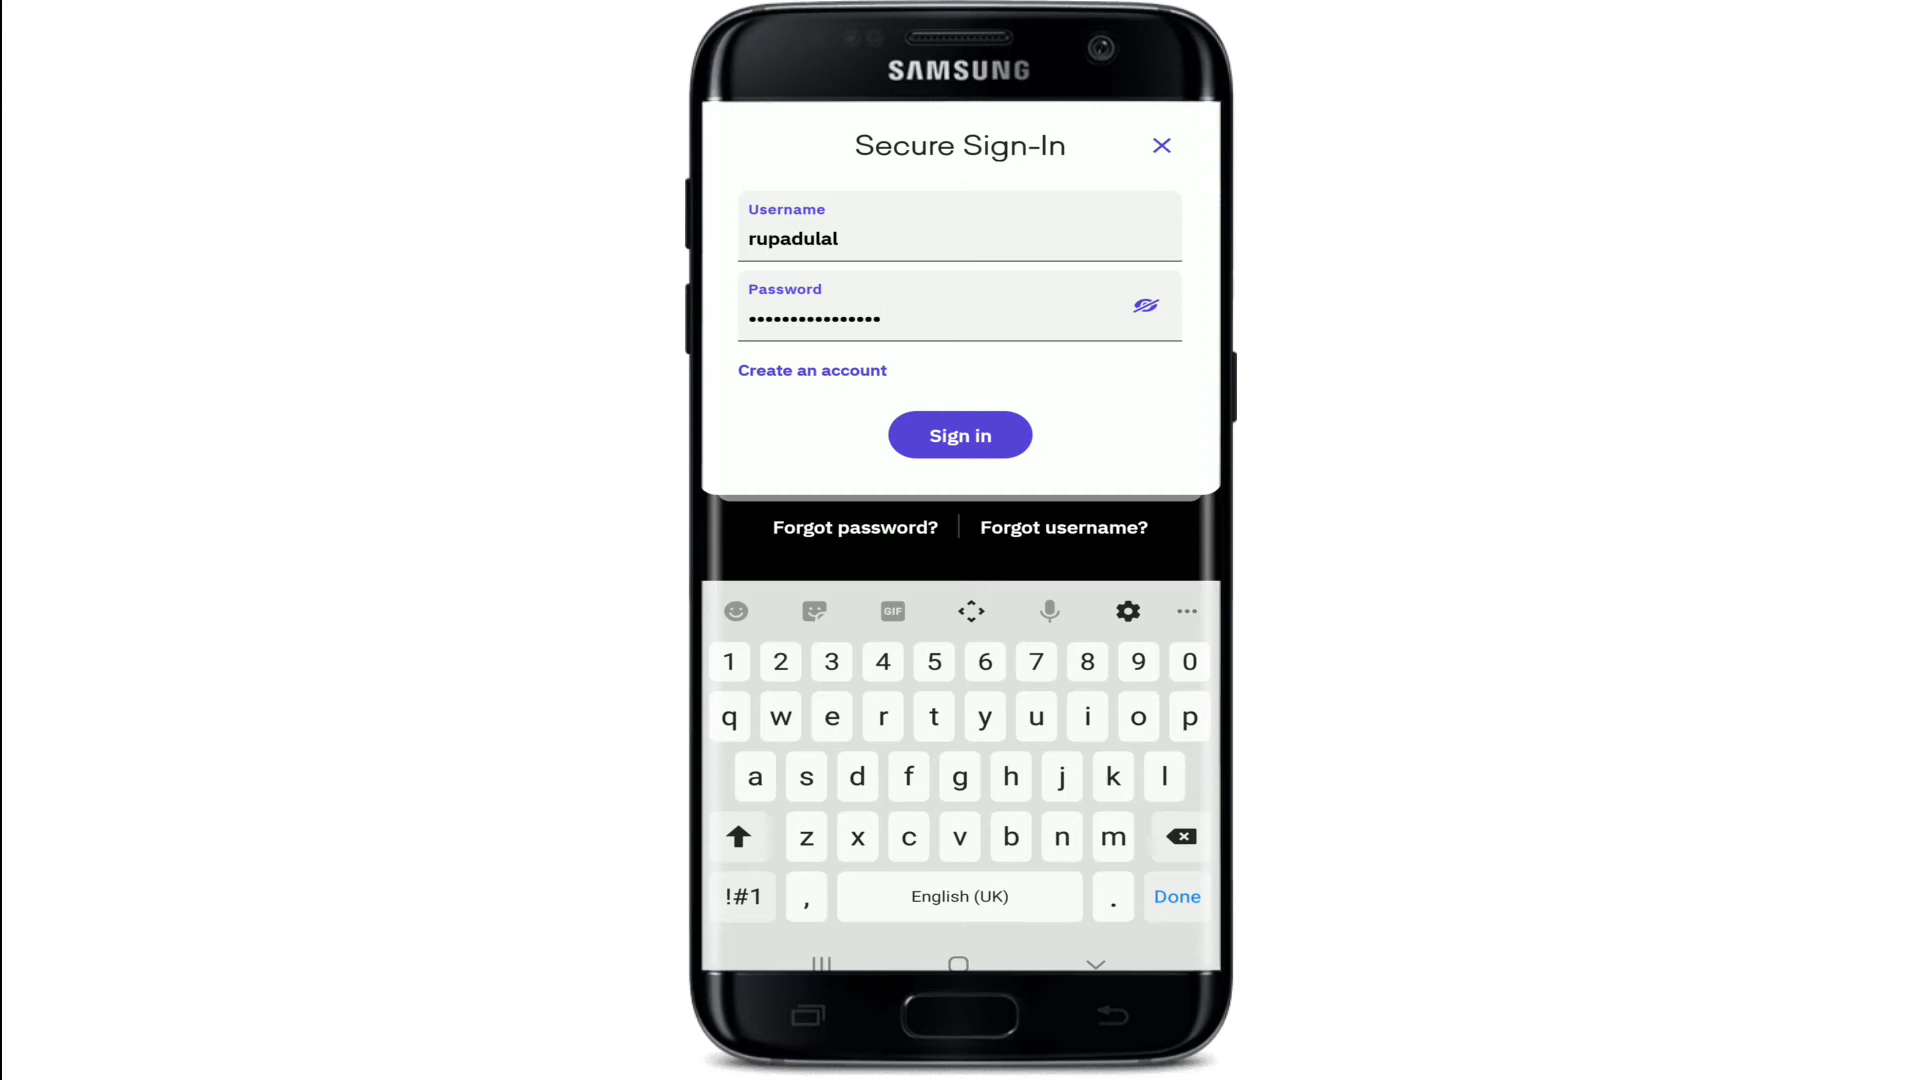 SAMSUNG
Secure Sign-In
Username
rupadulal
Password
••••••••••••••••
Create an account
Sign in
Forgot password? | Forgot username?
GIF
1 2 3 4 5 6 7 8 9 0
q w e r t y u i o p
a s d f g h j k l
z x c v b n m
!#1 , English (UK) . Done